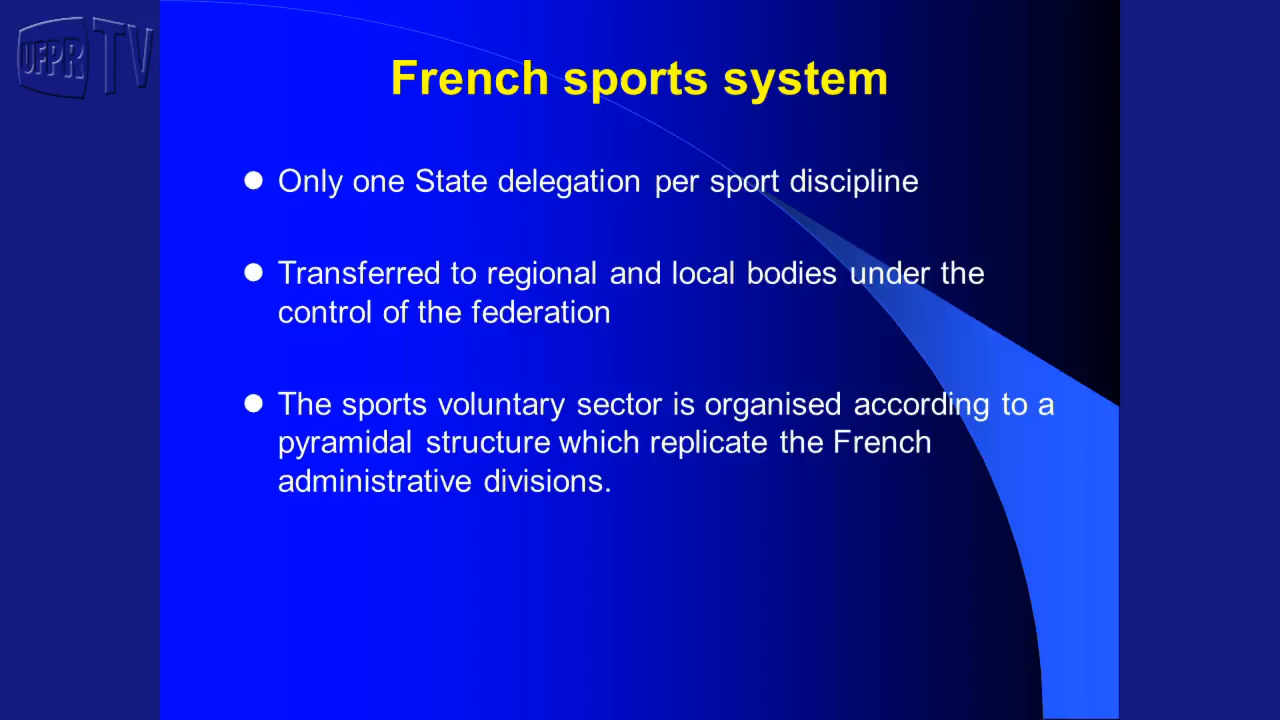 UFPR TV
French sports system
Only one State delegation per sport discipline
Transferred to regional and local bodies under the
control of the federation
The sports voluntary sector is organised according to a
pyramidal structure which replicate the French
administrative divisions.